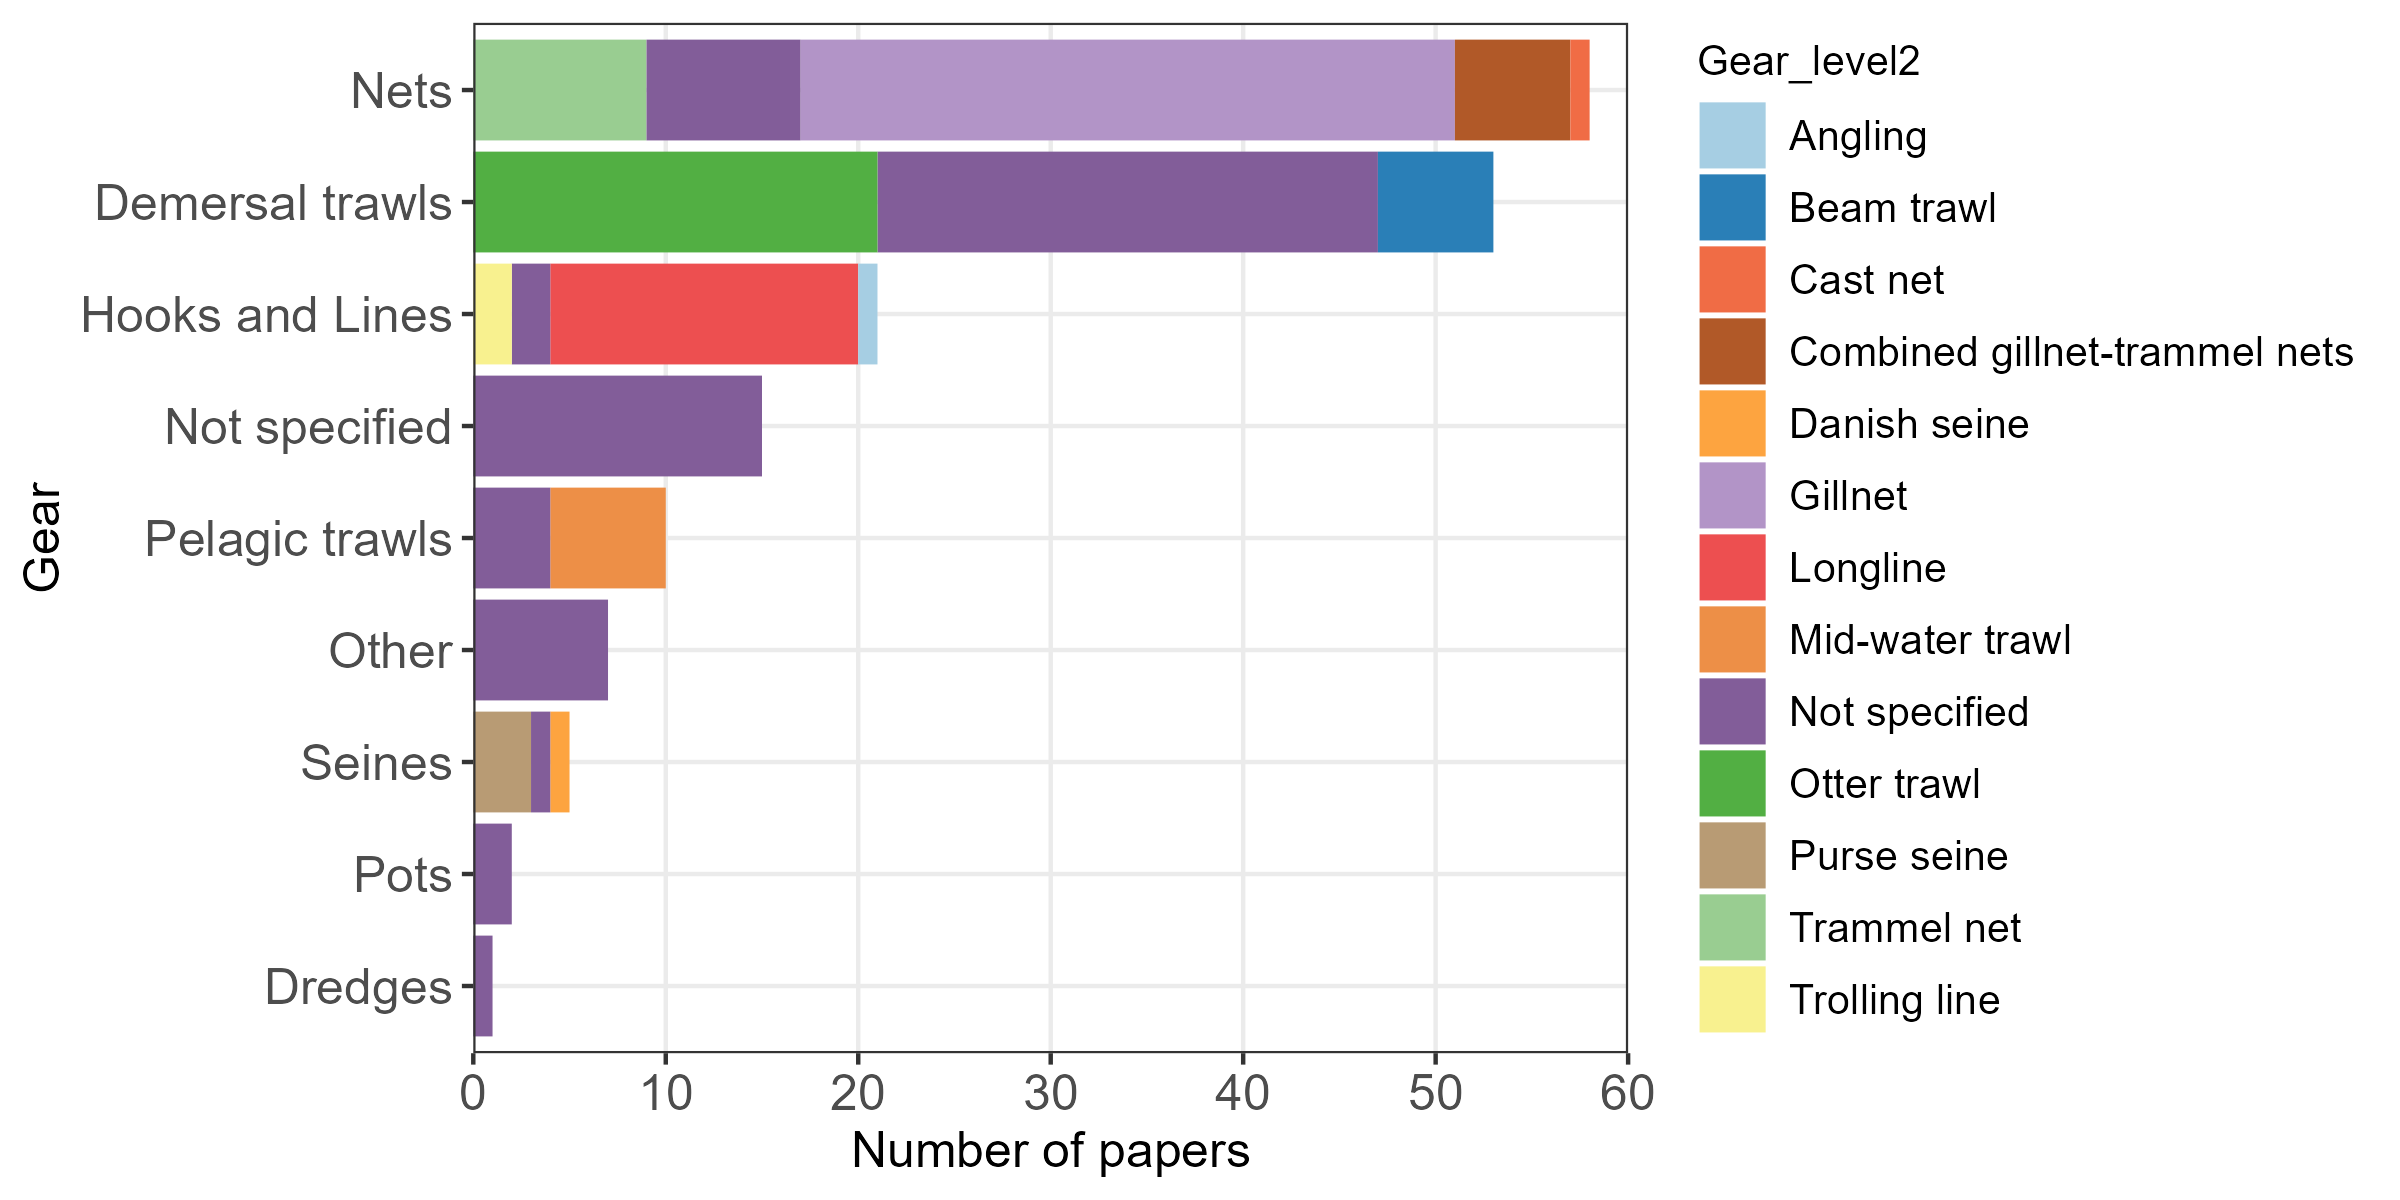 Nets
Demersal trawls
Hooks and Lines
Not specified
Pelagic trawls
Other
Seines
Pots
Dredges
Gear
0 10 20 30 40 50 60
Number of papers
Gear_level2
Angling
Beam trawl
Cast net
Combined gillnet-trammel nets
Danish seine
Gillnet
Longline
Mid-water trawl
Not specified
Otter trawl
Purse seine
Trammel net
Trolling line